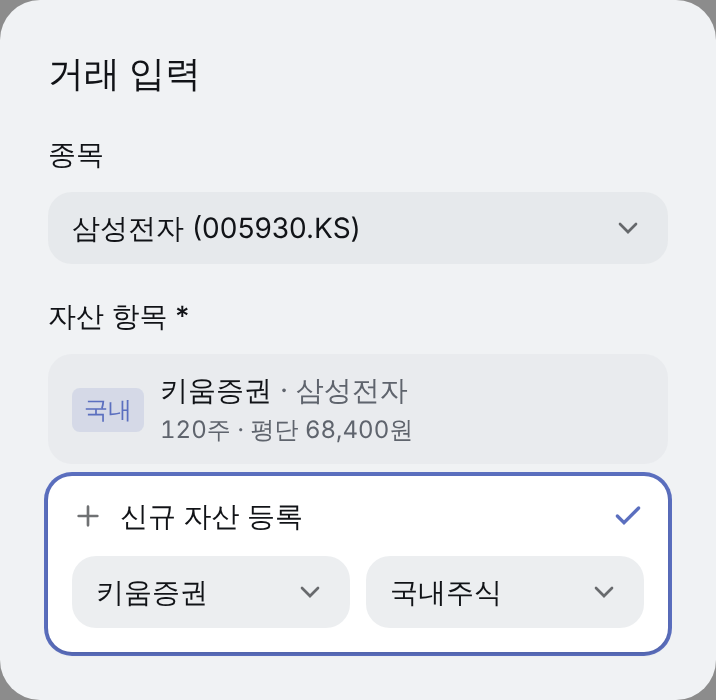 거래 입력
종목
삼성전자 (005930.KS)
자산 항목 *
국내
키움증권 · 삼성전자
120주 · 평단 68,400원
신규 자산 등록
키움증권
국내주식